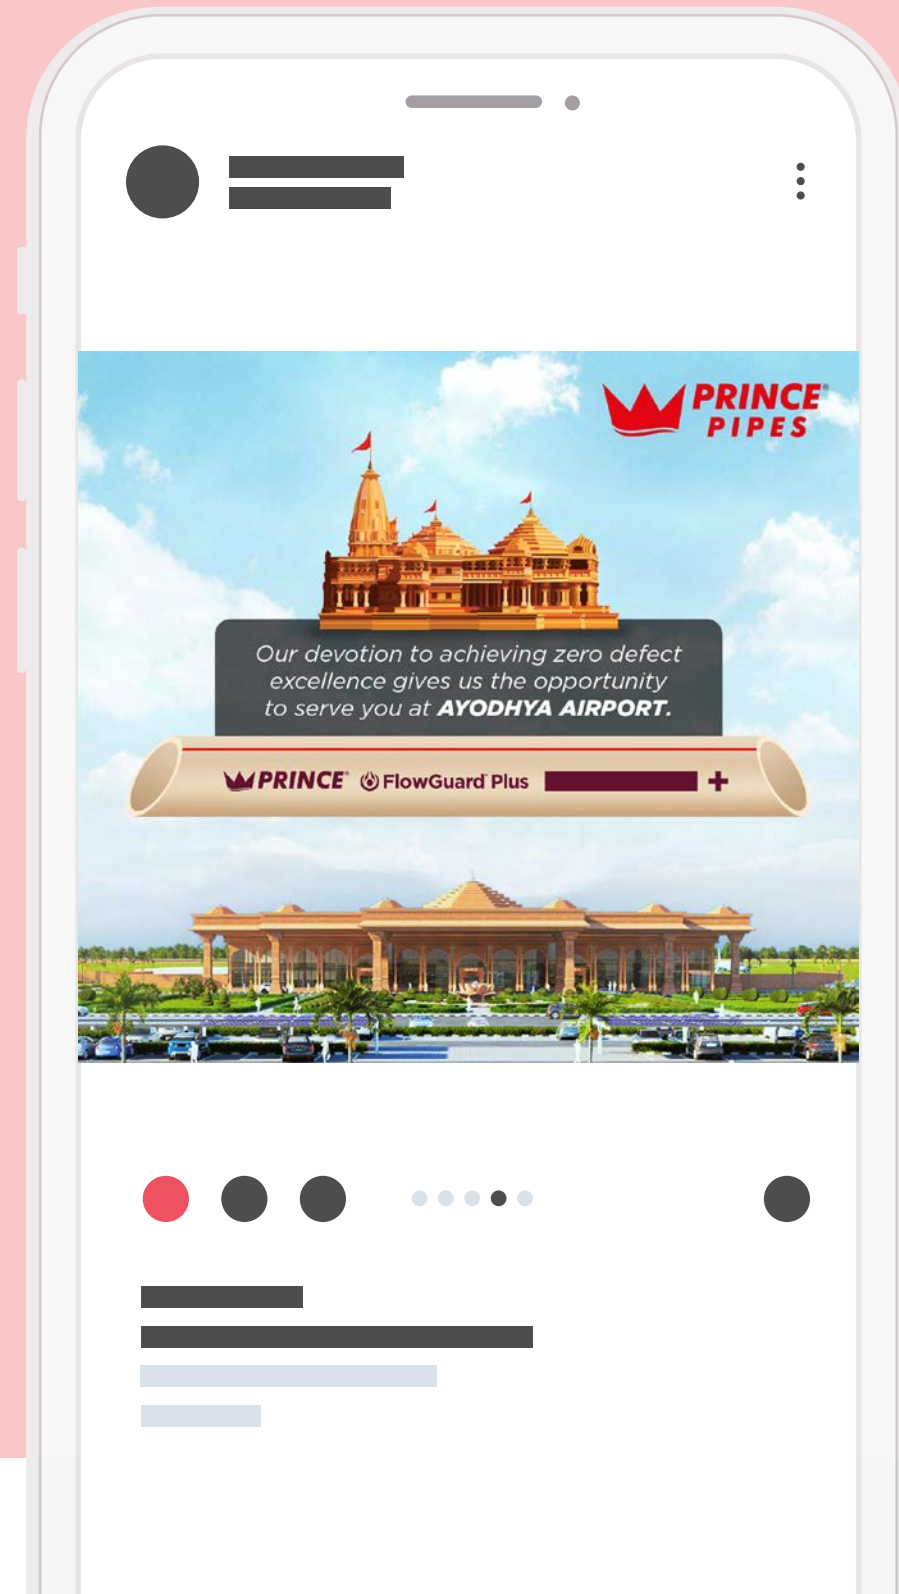 PRINCE®
PIPES
Our devotion to achieving zero defect
excellence gives us the opportunity
to serve you at AYODHYA AIRPORT.
PRINCE® FlowGuard® Plus +